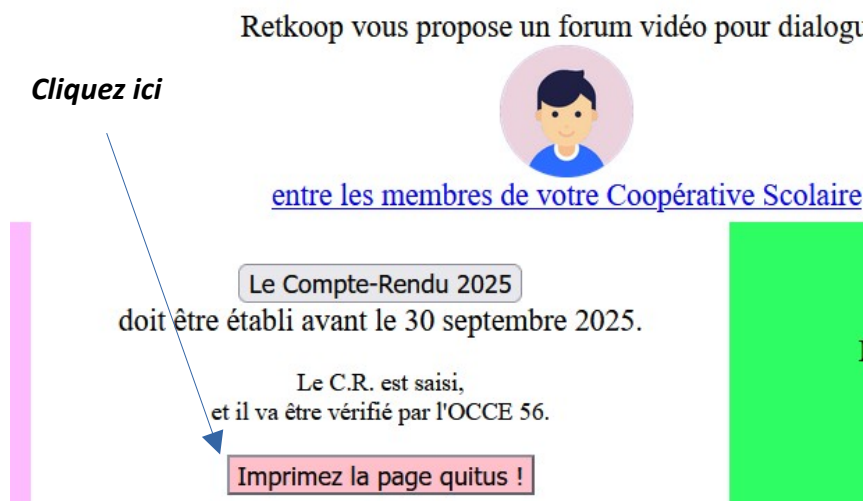 Retkoop vous propose un forum vidéo pour
Cliquez ici
entre les membres de votre Coopérative Scolaire
Le Compte-Rendu 2025
doit être établi avant le 30 septembre 2025.
Le C.R. est saisi,
et il va être vérifié par l'OCCE 56.
Imprimez la page quitus !